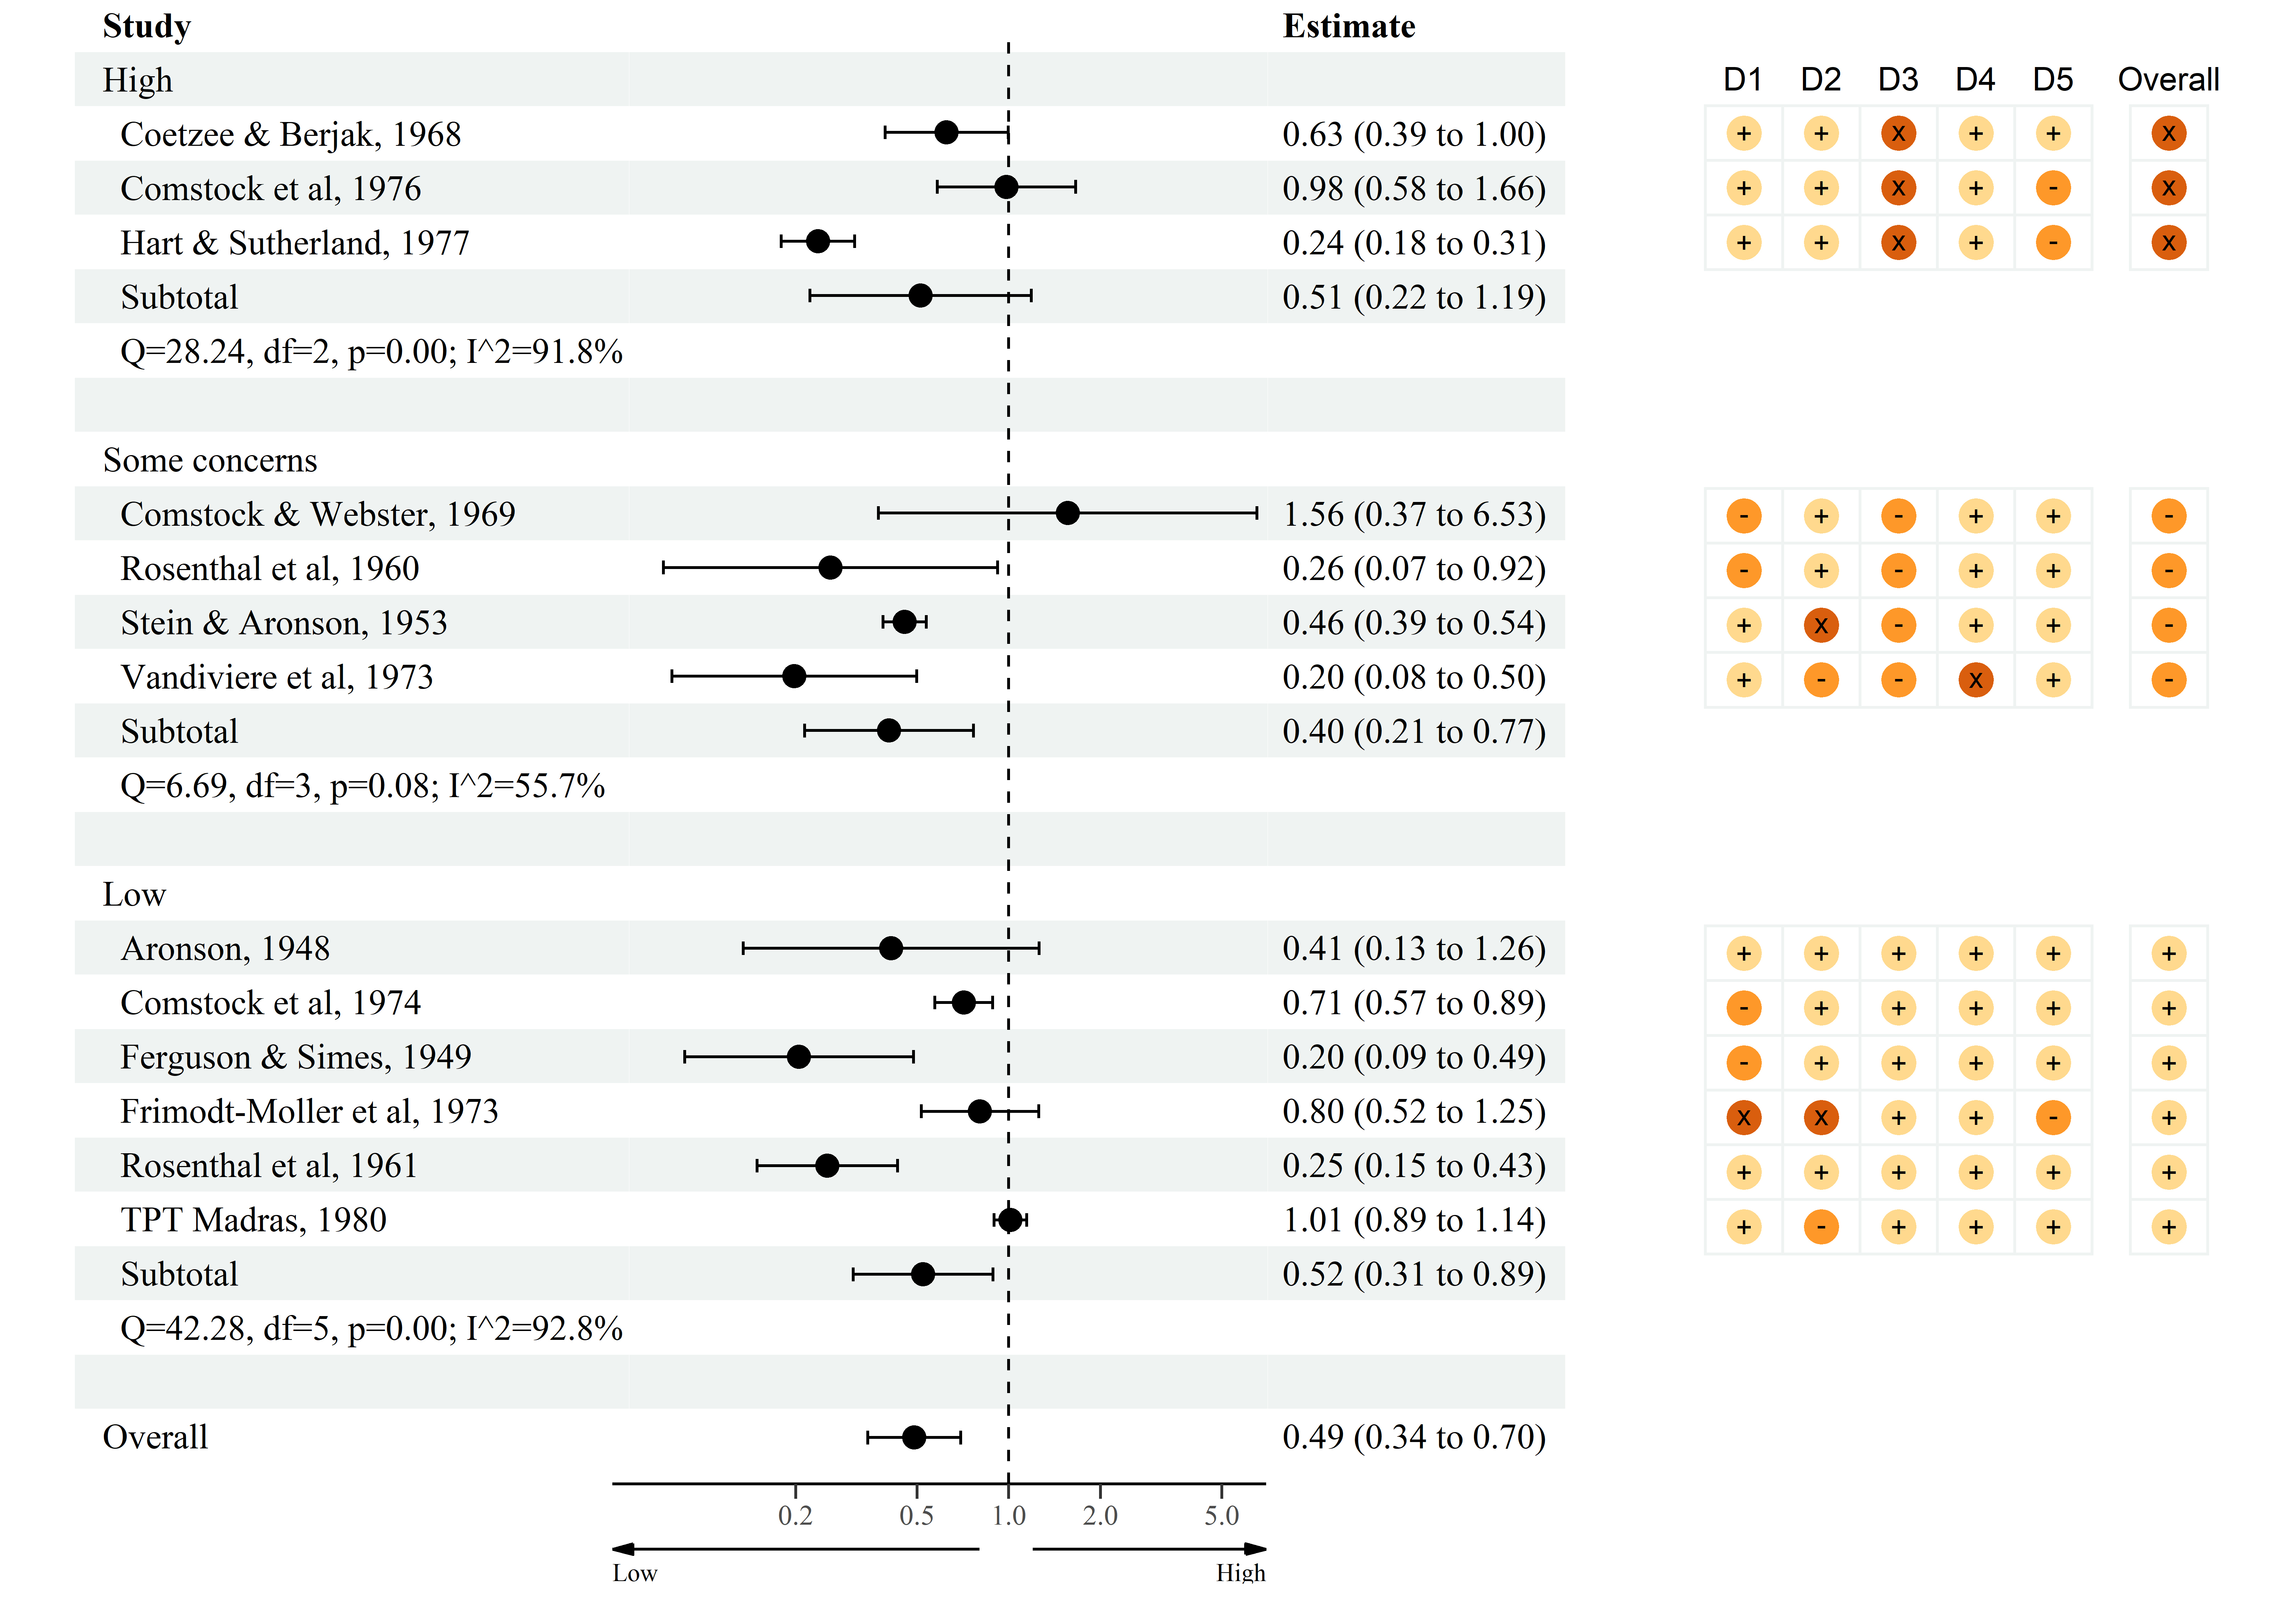 Study Estimate
High D1 D2 D3 D4 D5 Overall
Coetzee & Berjak, 1968 0.63 (0.39 to 1.00) + + x + + x
Comstock et al, 1976 0.98 (0.58 to 1.66) + + x + - x
Hart & Sutherland, 1977 0.24 (0.18 to 0.31) + + x + - x
Subtotal 0.51 (0.22 to 1.19)
Q=28.24, df=2, p=0.00; I^2=91.8%
Some concerns
Comstock & Webster, 1969 1.56 (0.37 to 6.53) - + - + + -
Rosenthal et al, 1960 0.26 (0.07 to 0.92) - + - + + -
Stein & Aronson, 1953 0.46 (0.39 to 0.54) + x - + + -
Vandiviere et al, 1973 0.20 (0.08 to 0.50) + - - x + -
Subtotal 0.40 (0.21 to 0.77)
Q=6.69, df=3, p=0.08; I^2=55.7%
Low
Aronson, 1948 0.41 (0.13 to 1.26) + + + + + +
Comstock et al, 1974 0.71 (0.57 to 0.89) - + + + + +
Ferguson & Simes, 1949 0.20 (0.09 to 0.49) - + + + + +
Frimodt-Moller et al, 1973 0.80 (0.52 to 1.25) x x + + - +
Rosenthal et al, 1961 0.25 (0.15 to 0.43) + + + + + +
TPT Madras, 1980 1.01 (0.89 to 1.14) + - + + + +
Subtotal 0.52 (0.31 to 0.89)
Q=42.28, df=5, p=0.00; I^2=92.8%
Overall 0.49 (0.34 to 0.70)
0.2 0.5 1.0 2.0 5.0
Low High